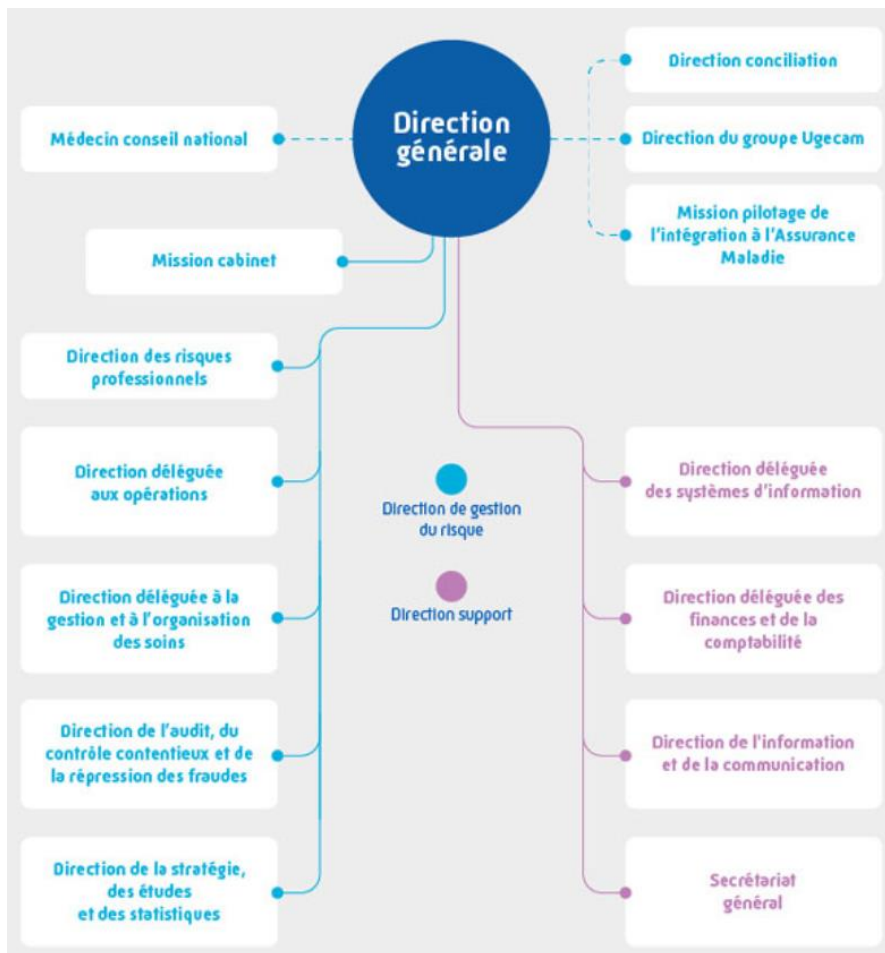 Direction
générale
Médecin conseil national
Direction conciliation
Direction du groupe Ugecam
Mission pilotage de
l'intégration à l'Assurance
Maladie
Mission cabinet
Direction des risques
professionnels
Direction déléguée
aux opérations
Direction déléguée à la
gestion et à l'organisation
des soins
Direction de l'audit, du
contrôle contentieux et de
la répression des fraudes
Direction de la stratégie,
des études
et des statistiques
Direction de gestion
du risque
Direction support
Direction déléguée
des systèmes d'information
Direction déléguée des
finances et de la
comptabilité
Direction de l'information
et de la communication
Secrétariat
général